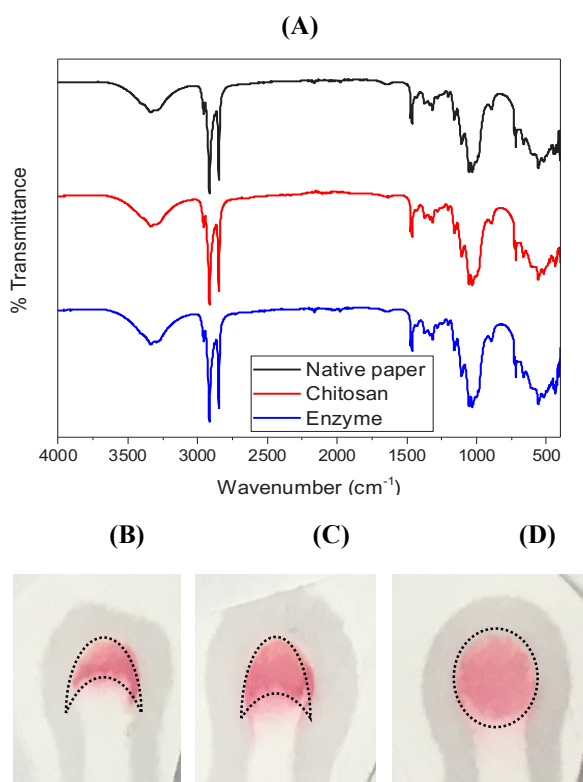 (A)
% Transmittance
Native paper
Chitosan
Enzyme
4000 3500 3000 2500 2000 1500 1000 500
Wavenumber (cm⁻¹)
(B) (C) (D)